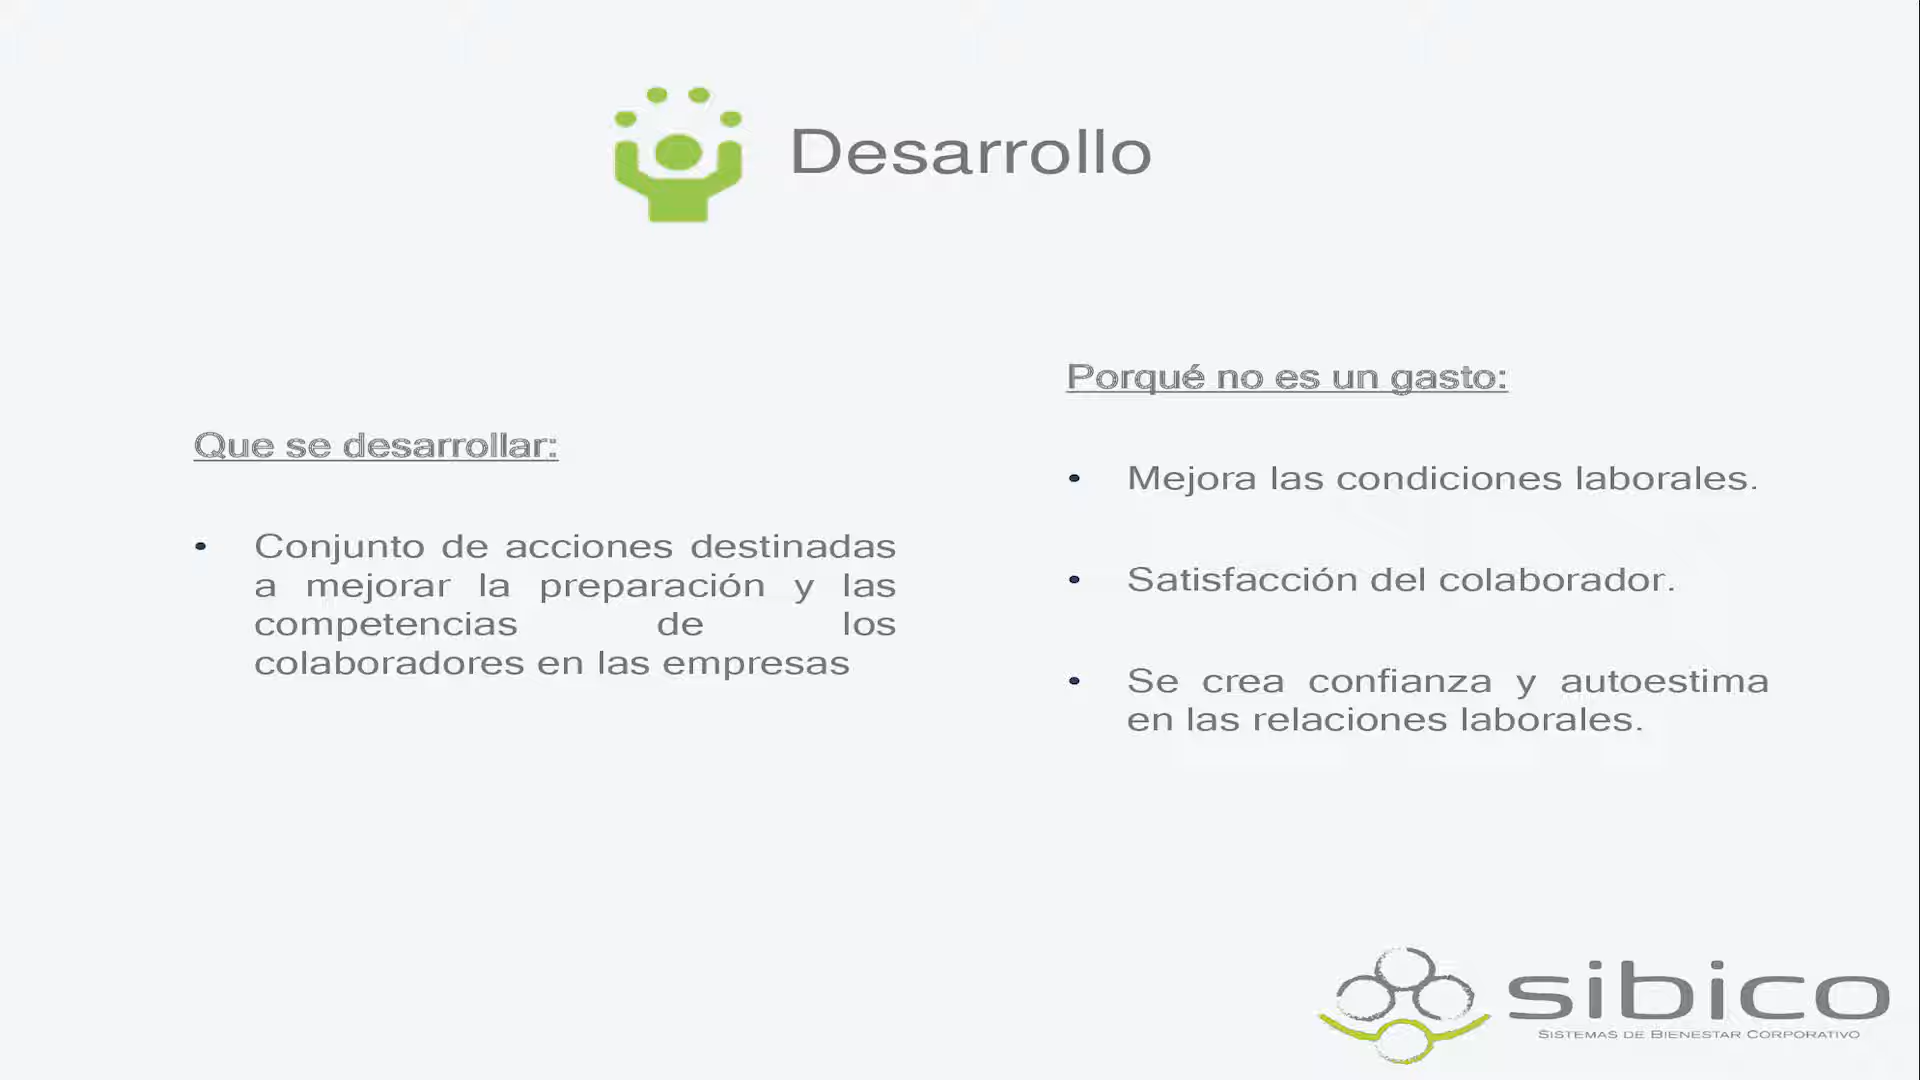 Desarrollo
Que se desarrollar:
• Conjunto de acciones destinadas
a mejorar la preparación y las
competencias de los
colaboradores en las empresas
Porqué no es un gasto:
• Mejora las condiciones laborales.
• Satisfacción del colaborador.
• Se crea confianza y autoestima
en las relaciones laborales.
sibico
SISTEMAS DE BIENESTAR CORPORATIVO